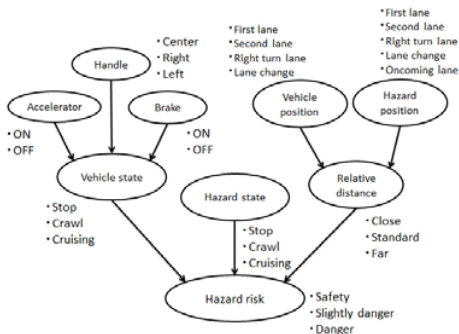 • First lane
• Second lane
• Right turn lane
• Lane change
• Oncoming lane
• First lane
• Second lane
• Right turn lane
• Lane change
• Center
• Right
• Left
Handle
Accelerator
Brake
Vehicle
position
Hazard
position
• ON
• OFF
• ON
• OFF
Vehicle state
Hazard state
Relative
distance
• Stop
• Crawl
• Cruising
• Stop
• Crawl
• Cruising
• Close
• Standard
• Far
Hazard risk
• Safety
• Slightly danger
• Danger